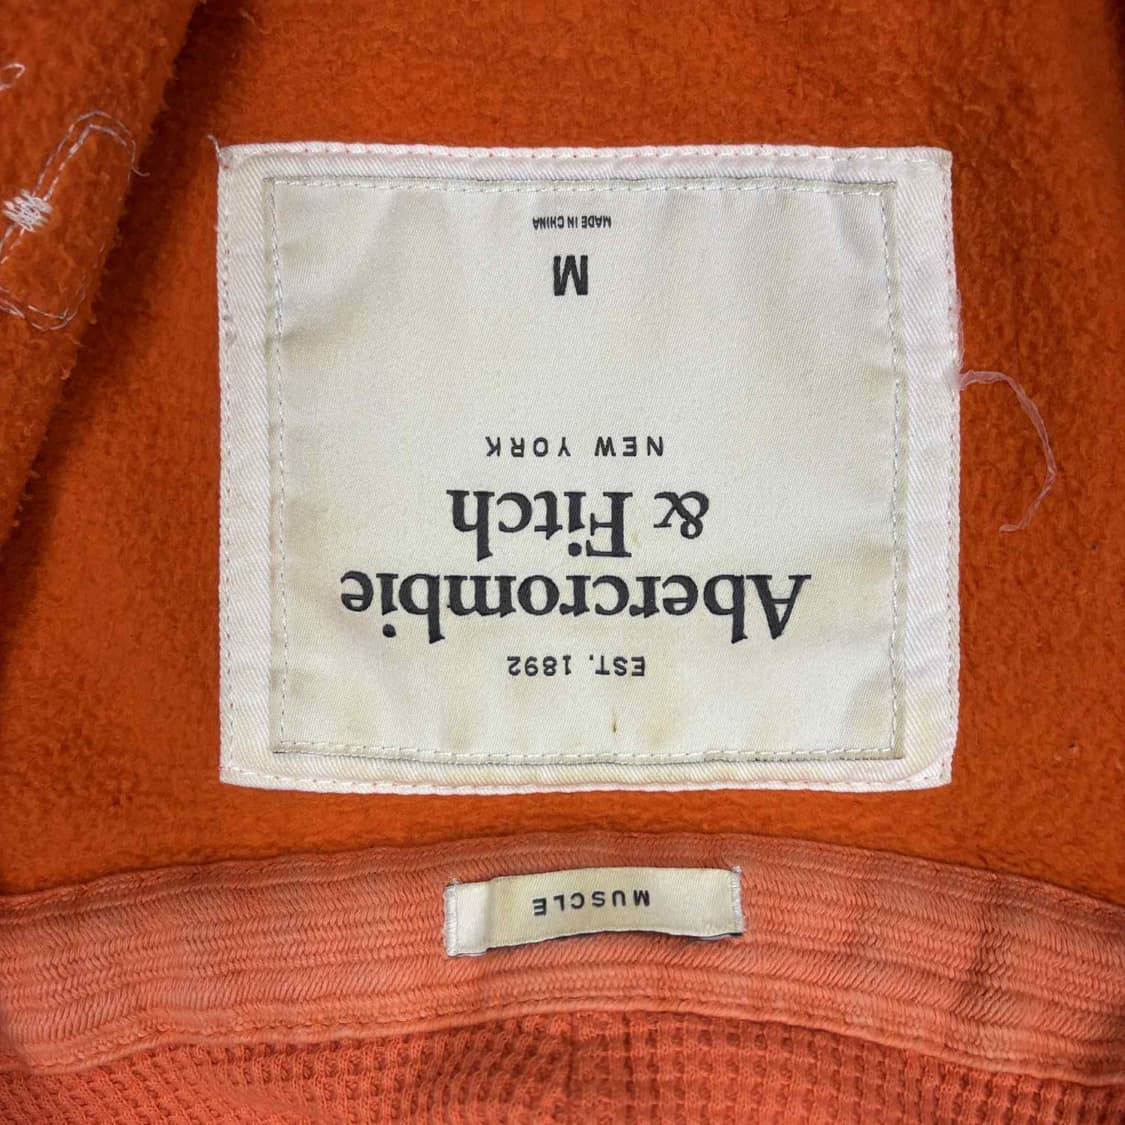 EST. 1892
Abercrombie
& Fitch
NEW YORK
M
MADE IN CHINA
MUSCLE